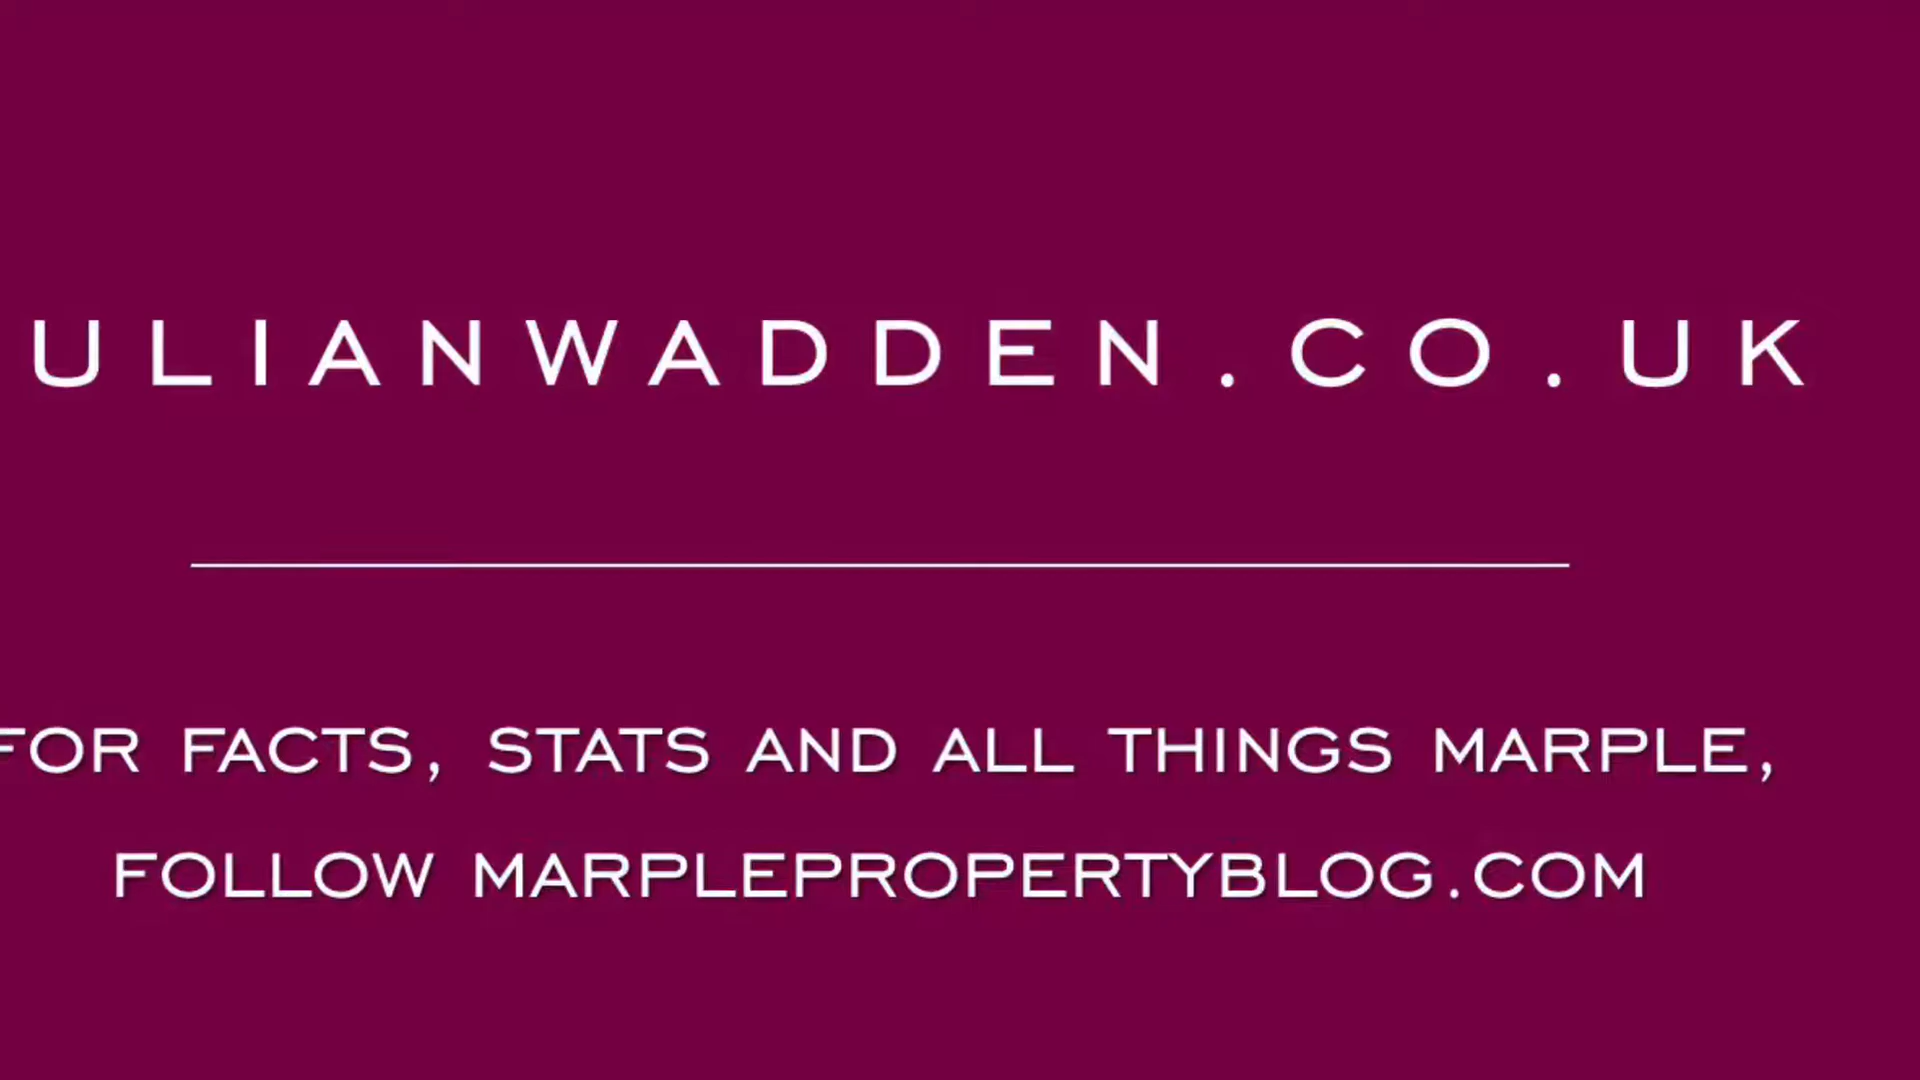 ULIANWADDEN.CO.UK
FOR FACTS, STATS AND ALL THINGS MARPLE,
FOLLOW MARPLEPROPERTYBLOG.COM